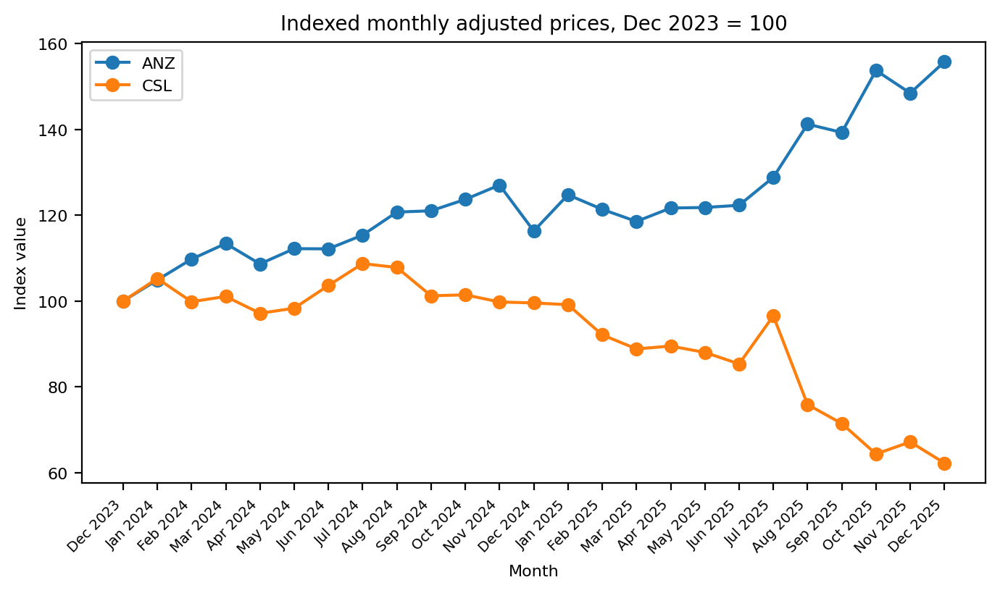 Indexed monthly adjusted prices, Dec 2023 = 100
ANZ
CSL
160
140
120
100
80
60
Index value
Dec 2023
Jan 2024
Feb 2024
Mar 2024
Apr 2024
May 2024
Jun 2024
Jul 2024
Aug 2024
Sep 2024
Oct 2024
Nov 2024
Dec 2024
Jan 2025
Feb 2025
Mar 2025
Apr 2025
May 2025
Jun 2025
Jul 2025
Aug 2025
Sep 2025
Oct 2025
Nov 2025
Dec 2025
Month